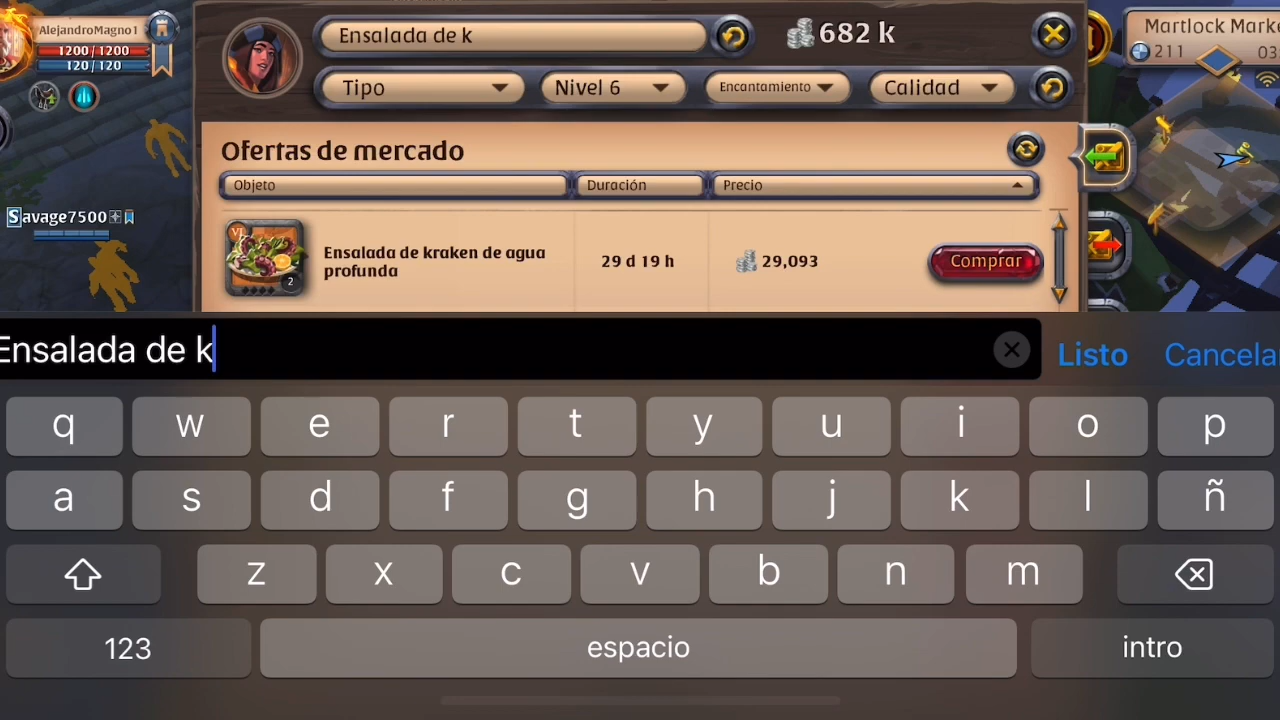 AlejandroMagno1
1200 / 1200
120 / 120
Ensalada de k
682 k
Martlock Marke
211
03
Tipo
Nivel 6
Encantamiento
Calidad
Ofertas de mercado
Objeto
Duración
Precio
Savage7500
VI
2
Ensalada de kraken de agua
profunda
29 d 19 h
29,093
Comprar
Ensalada de k
Listo
Cancela
q w e r t y u i o p
a s d f g h j k l ñ
z x c v b n m
123
espacio
intro